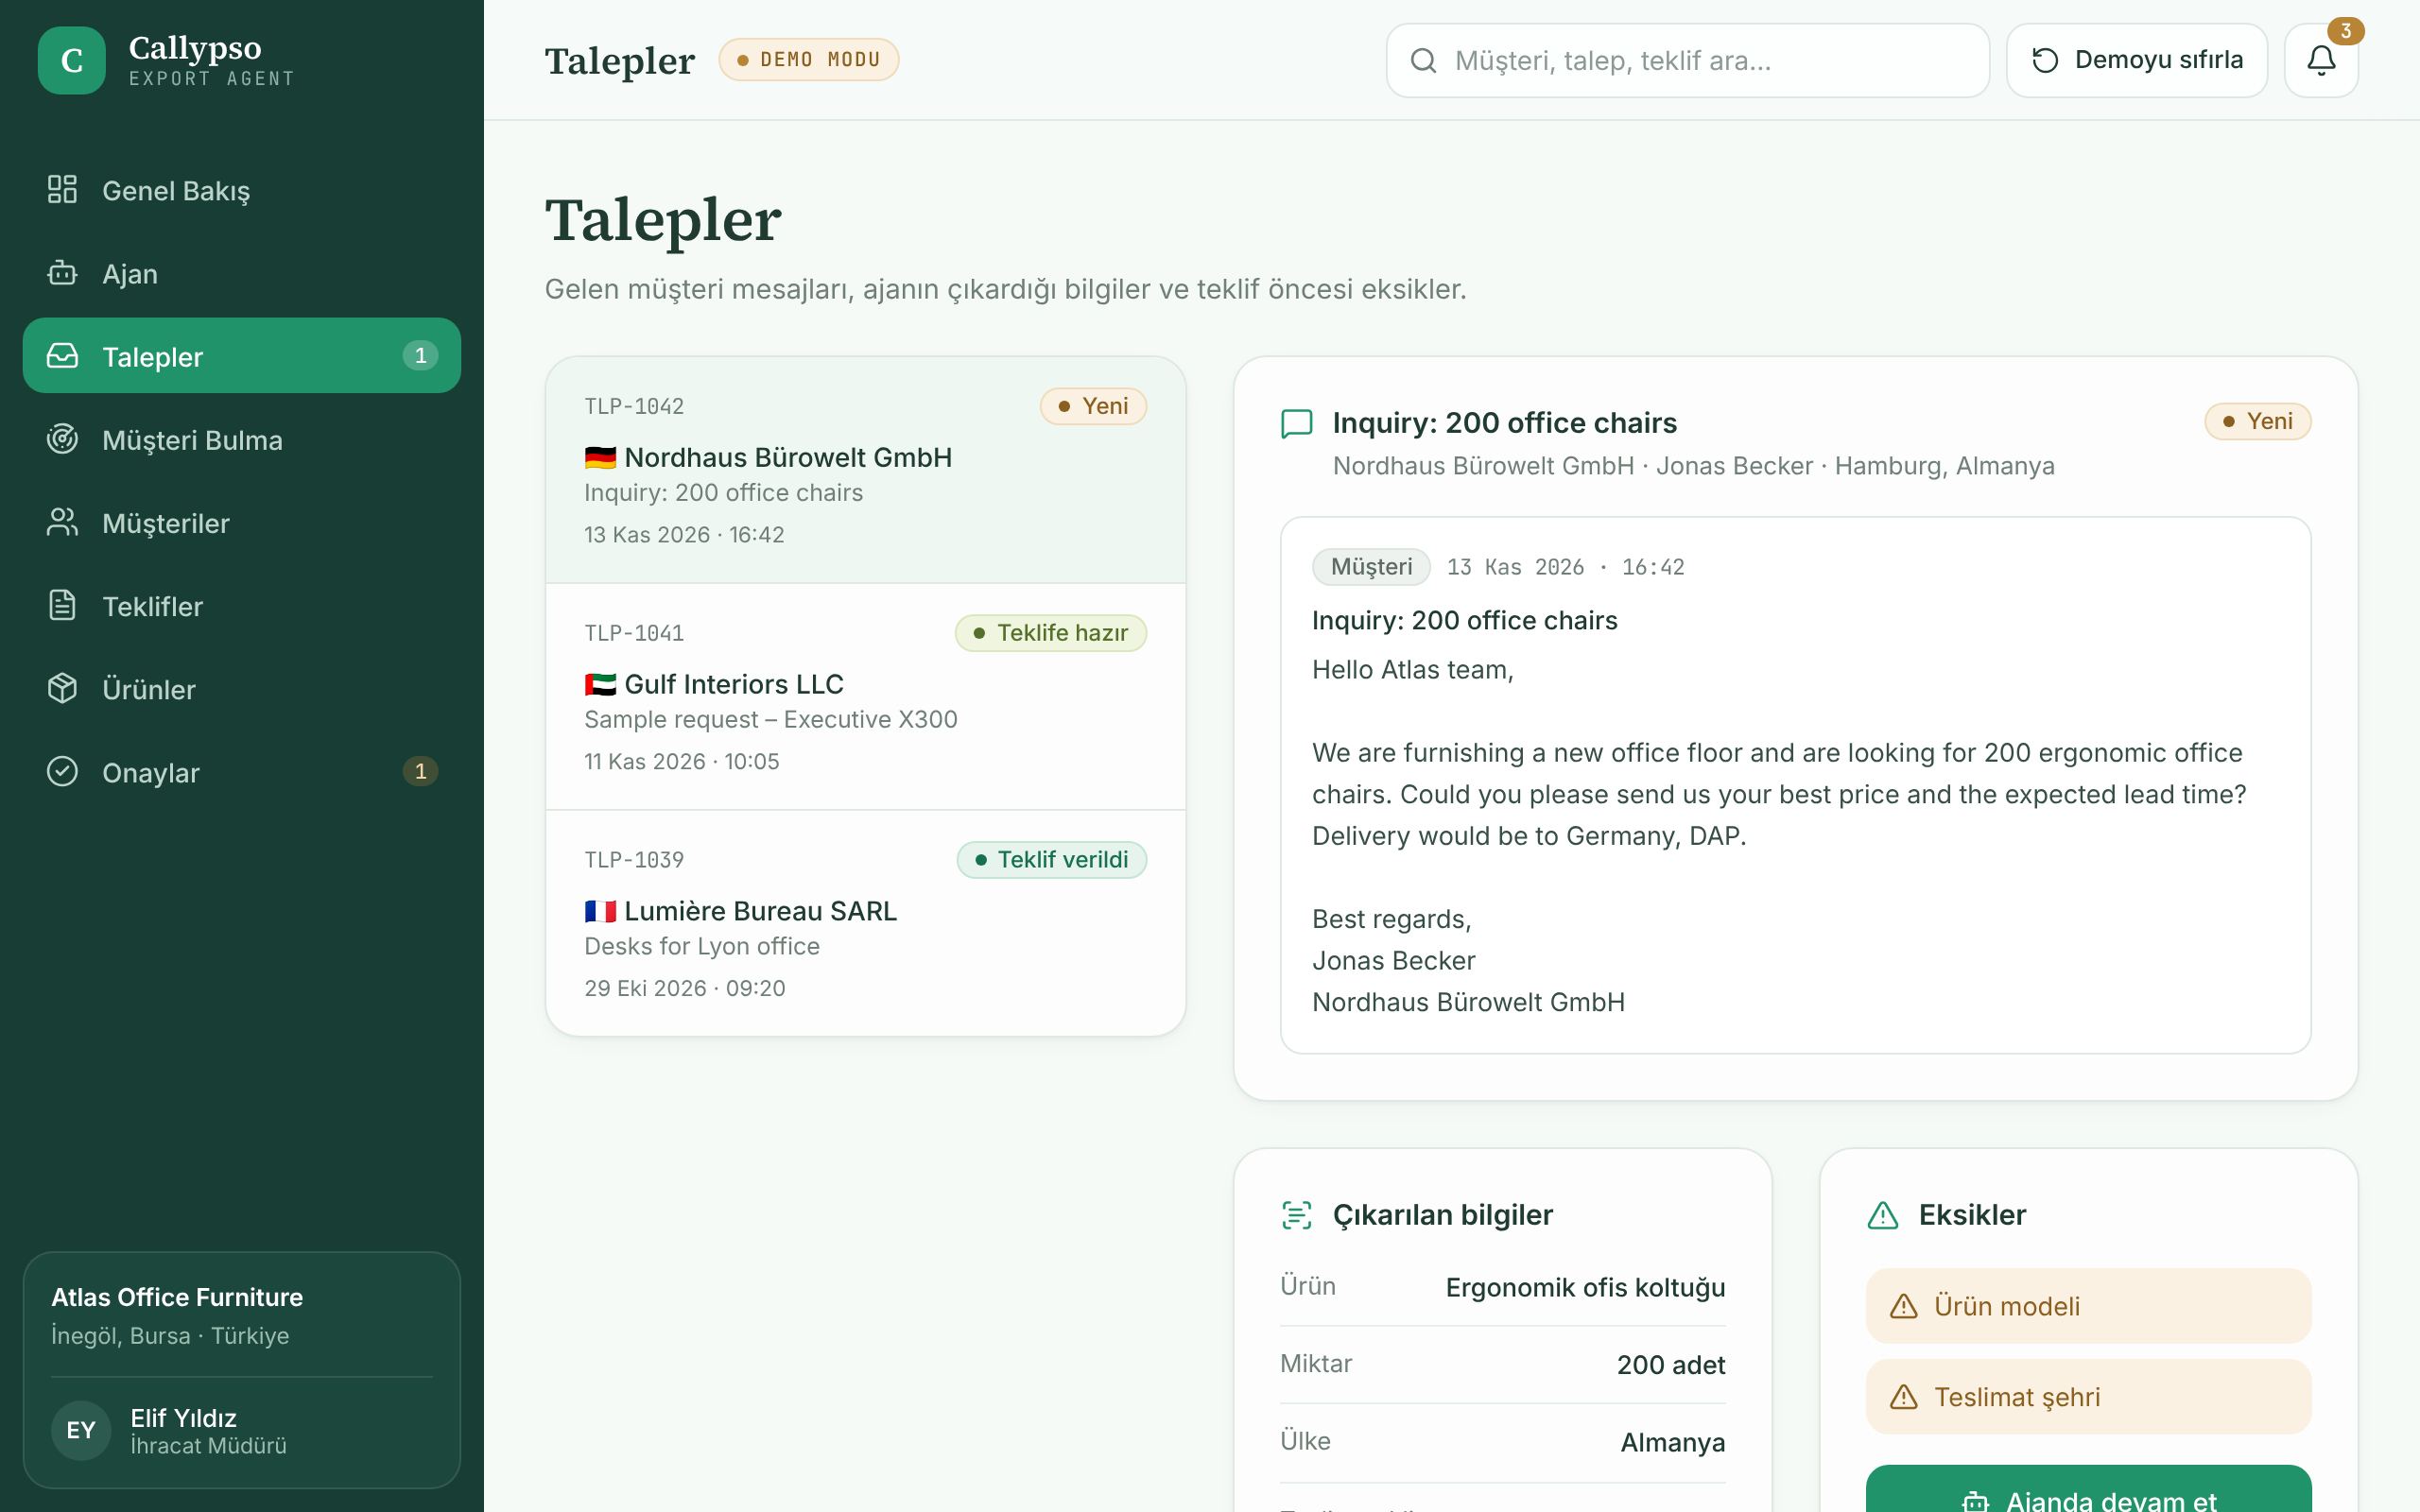 C
Callypso
EXPORT AGENT
Genel Bakış
Ajan
Talepler 1
Müşteri Bulma
Müşteriler
Teklifler
Ürünler
Onaylar 1
Atlas Office Furniture
İnegöl, Bursa · Türkiye
EY
Elif Yıldız
İhracat Müdürü
Talepler
DEMO MODU
Müşteri, talep, teklif ara...
Demoyu sıfırla
3
Talepler
Gelen müşteri mesajları, ajanın çıkardığı bilgiler ve teklif öncesi eksikler.
TLP-1042 Yeni
Nordhaus Bürowelt GmbH
Inquiry: 200 office chairs
13 Kas 2026 · 16:42
TLP-1041 Teklife hazır
Gulf Interiors LLC
Sample request – Executive X300
11 Kas 2026 · 10:05
TLP-1039 Teklif verildi
Lumière Bureau SARL
Desks for Lyon office
29 Eki 2026 · 09:20
Inquiry: 200 office chairs Yeni
Nordhaus Bürowelt GmbH · Jonas Becker · Hamburg, Almanya
Müşteri 13 Kas 2026 · 16:42
Inquiry: 200 office chairs
Hello Atlas team,
We are furnishing a new office floor and are looking for 200 ergonomic office
chairs. Could you please send us your best price and the expected lead time?
Delivery would be to Germany, DAP.
Best regards,
Jonas Becker
Nordhaus Bürowelt GmbH
Çıkarılan bilgiler
Ürün Ergonomik ofis koltuğu
Miktar 200 adet
Ülke Almanya
Eksikler
Ürün modeli
Teslimat şehri
Ajanda devam et